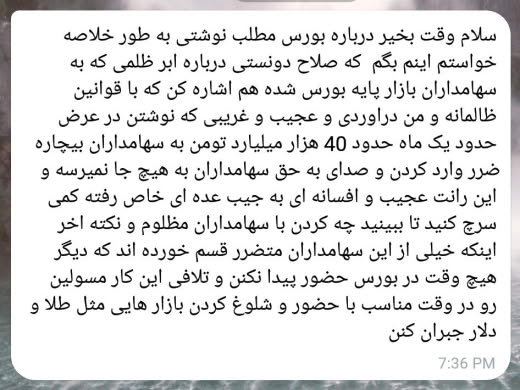 سلام وقت بخیر درباره بورس مطلب نوشتی به طور خلاصه
خواستم اینم بگم  که صلاح دونستی درباره ابر ظلمی که به
سهامداران بازار پایه بورس شده هم اشاره کن که با قوانین
ظالمانه و من دراوردی و عجیب و غریبی که نوشتن در عرض
حدود یک ماه حدود 40 هزار میلیارد تومن به سهامداران بیچاره
ضرر وارد کردن و صدای به حق سهامداران به هیچ جا نمیرسه و
این رانت عجیب و افسانه ای به جیب عده ای خاص رفته کمی
سرچ کنید تا ببینید چه کردن با سهامداران مظلوم و نکته اخر
اینکه خیلی از این سهامداران متضرر قسم خورده اند که دیگر
هیچ وقت در بورس حضور پیدا نکنن و تلافی این کار مسولین
رو در وقت مناسب با حضور و شلوغ کردن بازار هایی مثل طلا و
دلار جبران کنن
7:36 PM